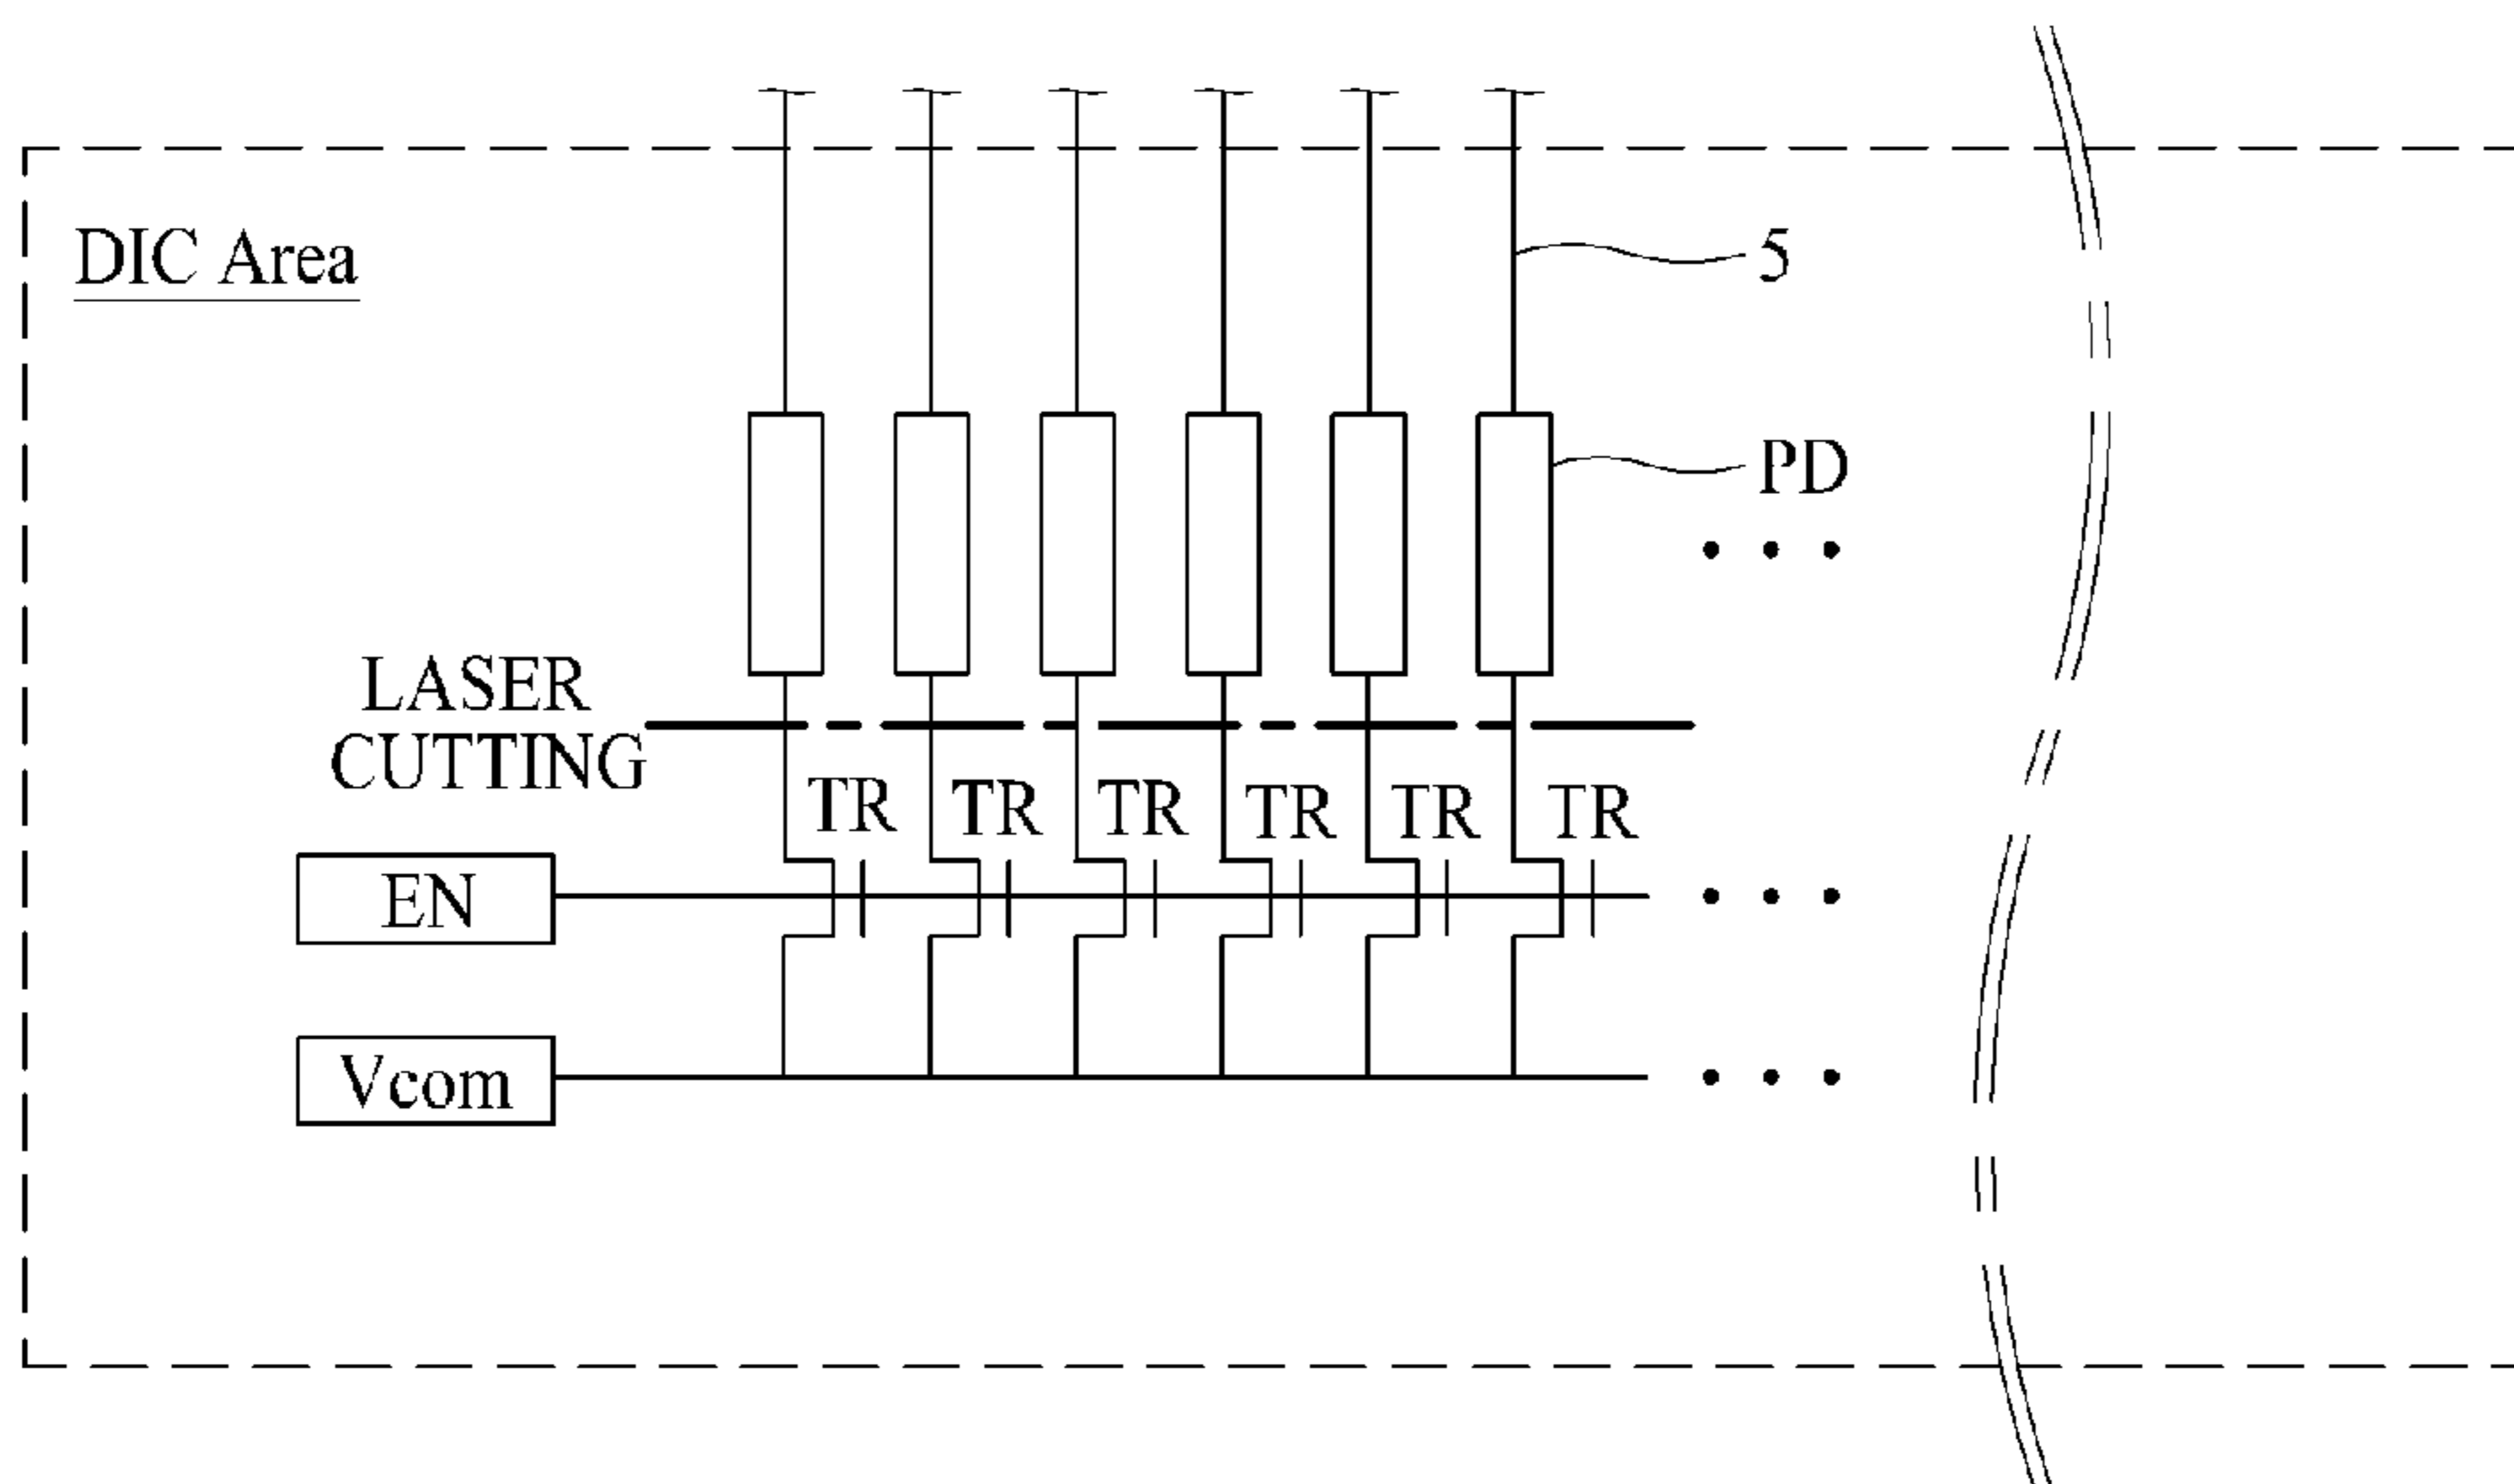 DIC Area
5
PD
LASER
CUTTING
TR TR TR TR TR TR
EN
Vcom